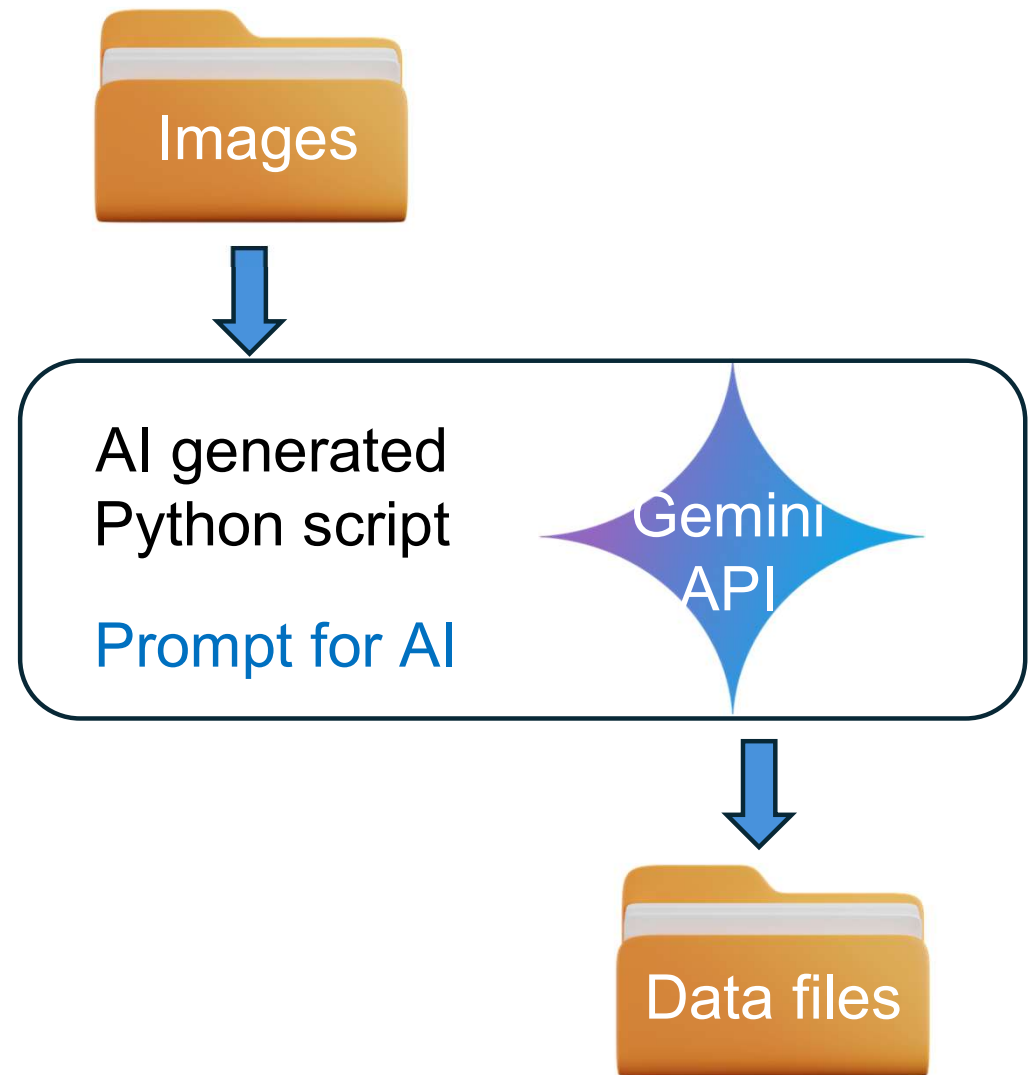 Images
AI generated
Python script
Prompt for AI
Gemini
API
Data files